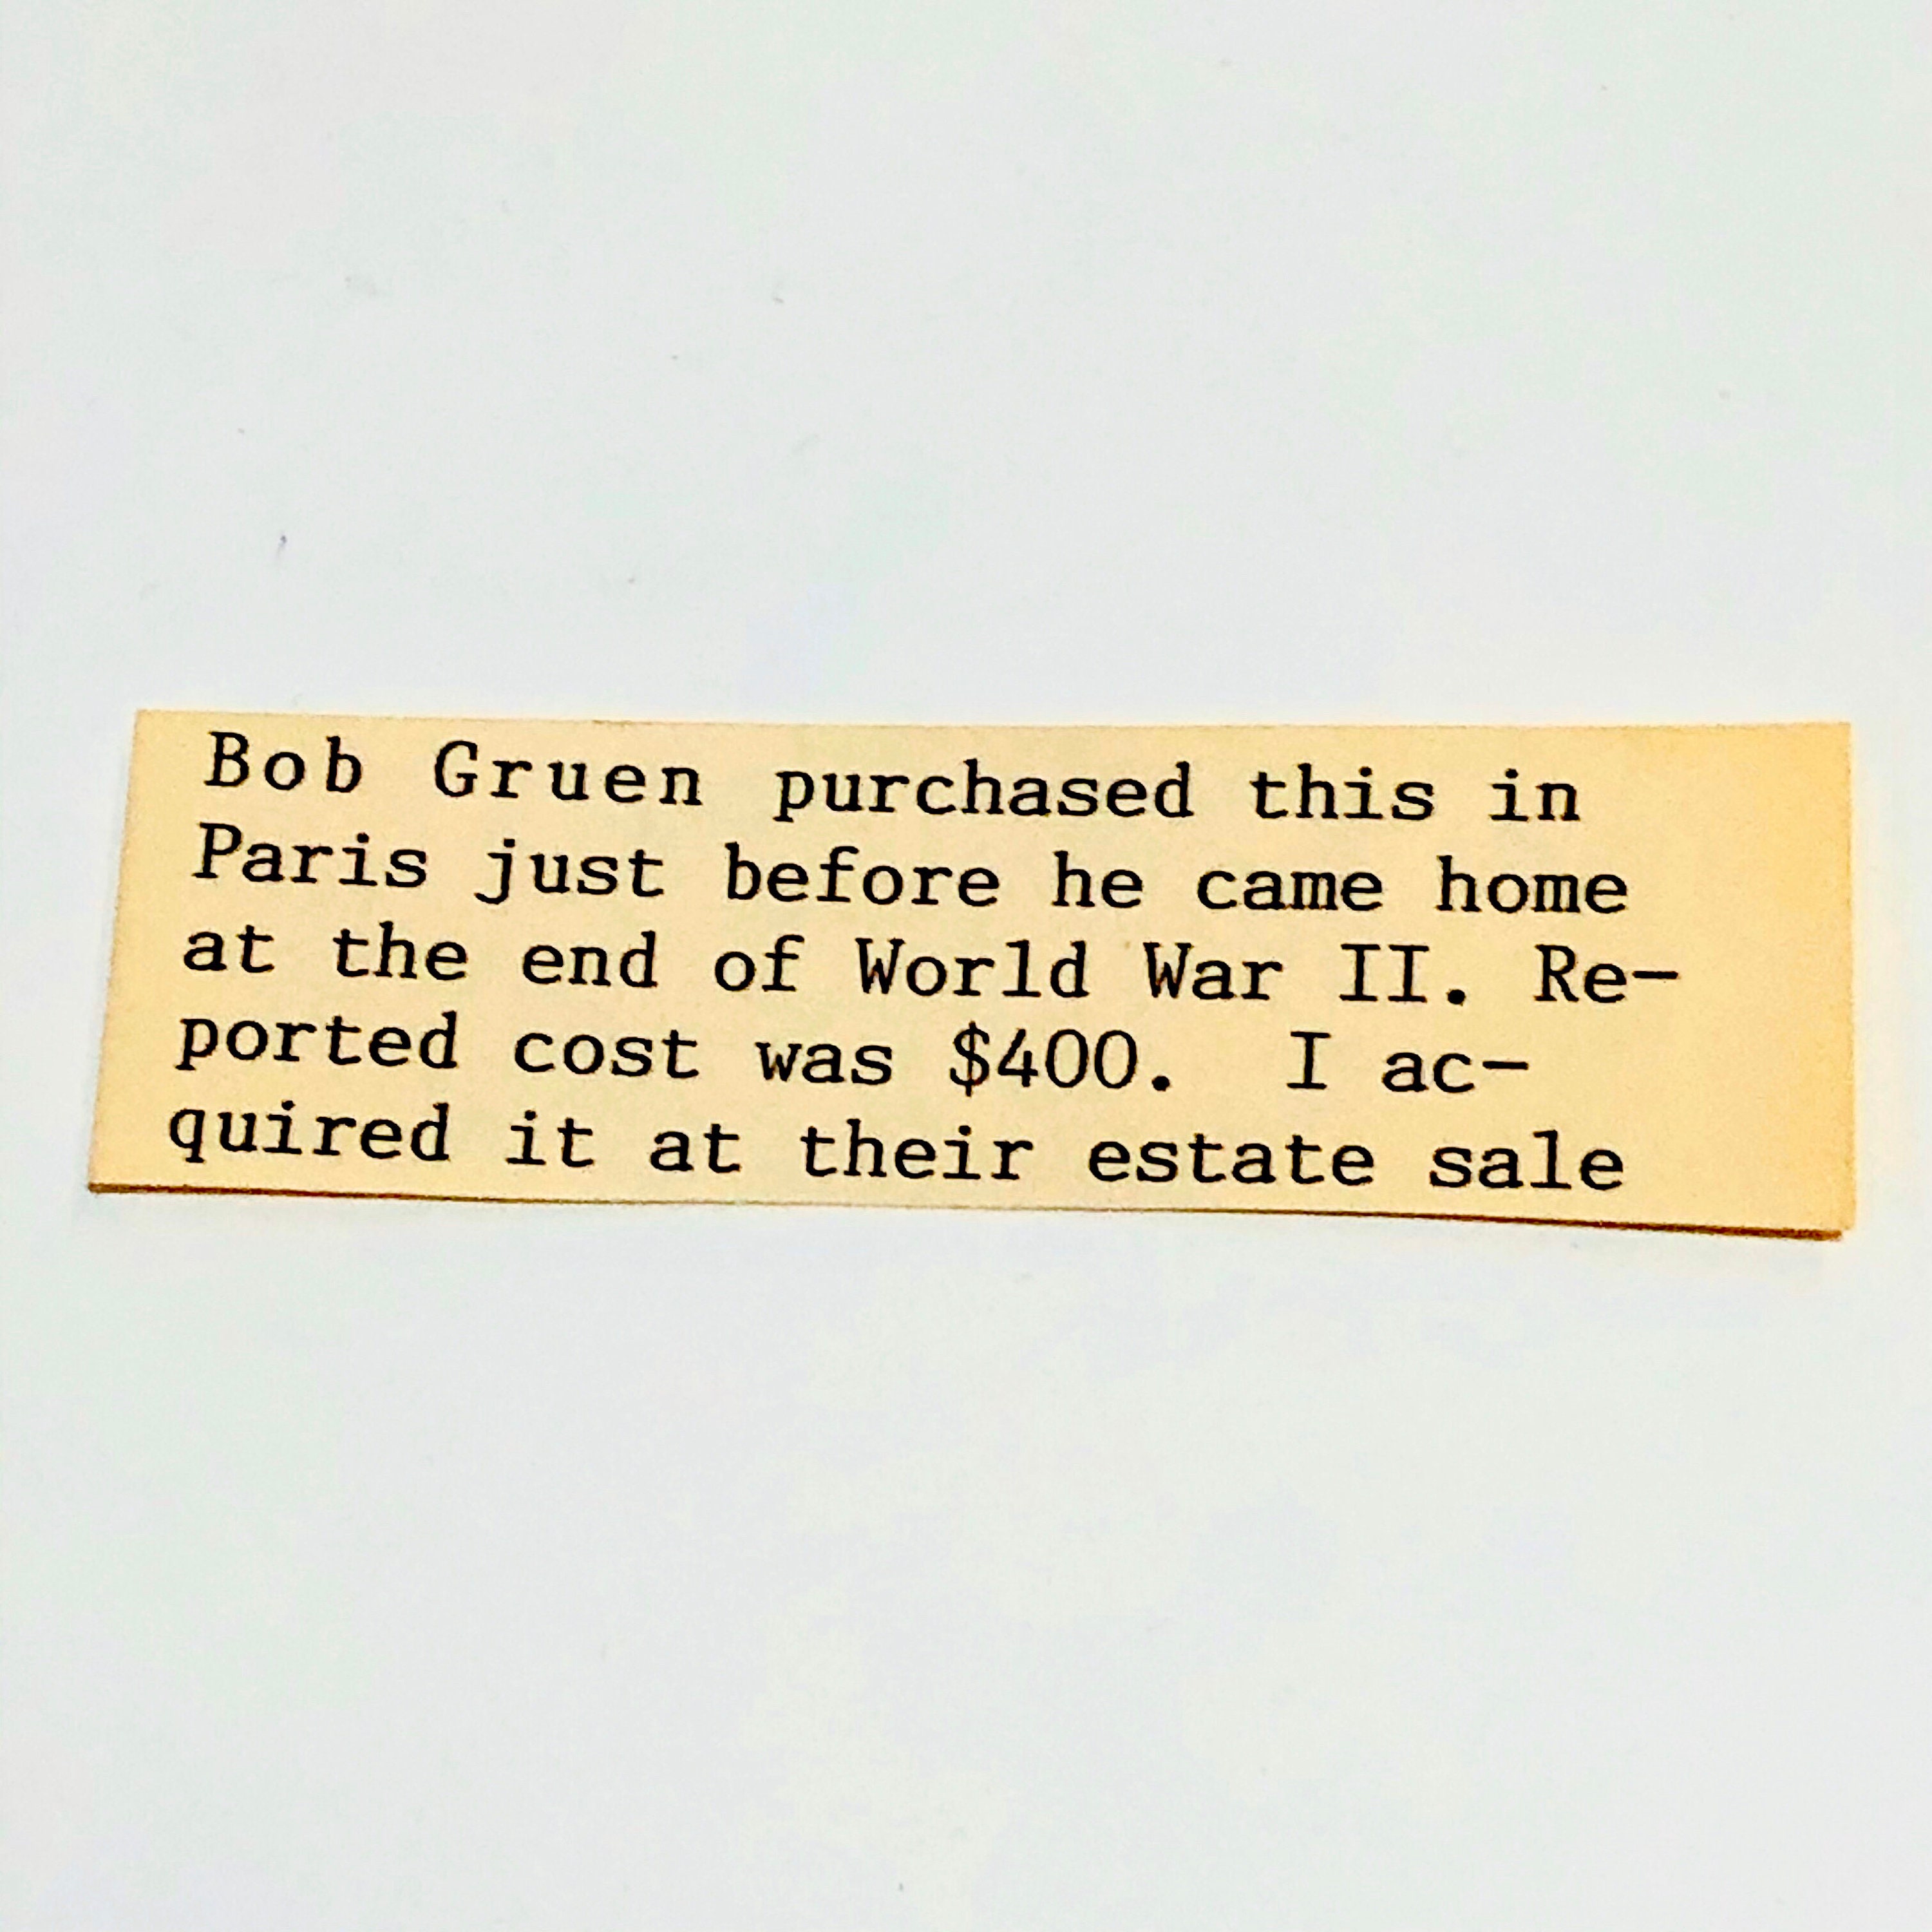 Bob Gruen purchased this in
Paris just before he came home
at the end of World War II. Re-
ported cost was $400.  I ac-
quired it at their estate sale